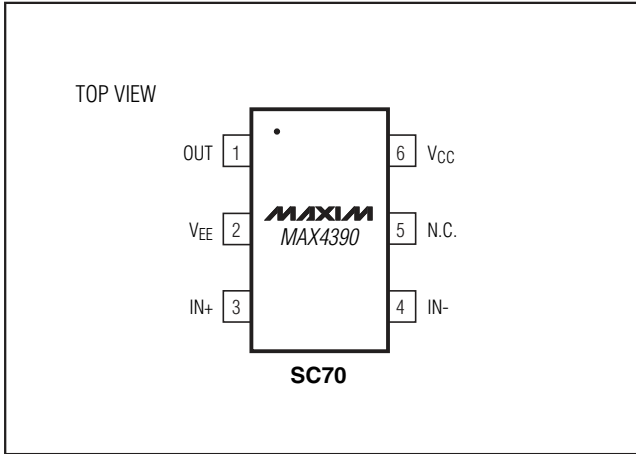 TOP VIEW
OUT 1 6 VCC
MAXIM
VEE 2 MAX4390 5 N.C.
IN+ 3 4 IN-
SC70